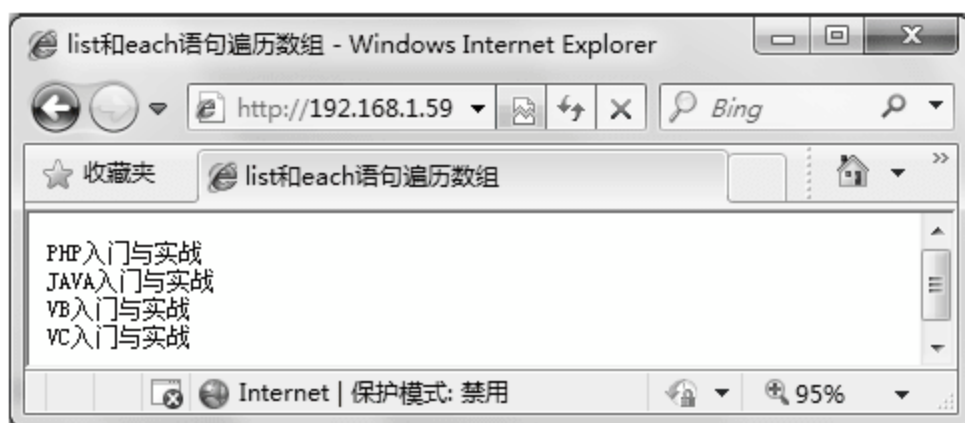 list和each语句遍历数组 - Windows Internet Explorer
http://192.168.1.59
Bing
收藏夹
list和each语句遍历数组
PHP入门与实战
JAVA入门与实战
VB入门与实战
VC入门与实战
Internet | 保护模式: 禁用
95%